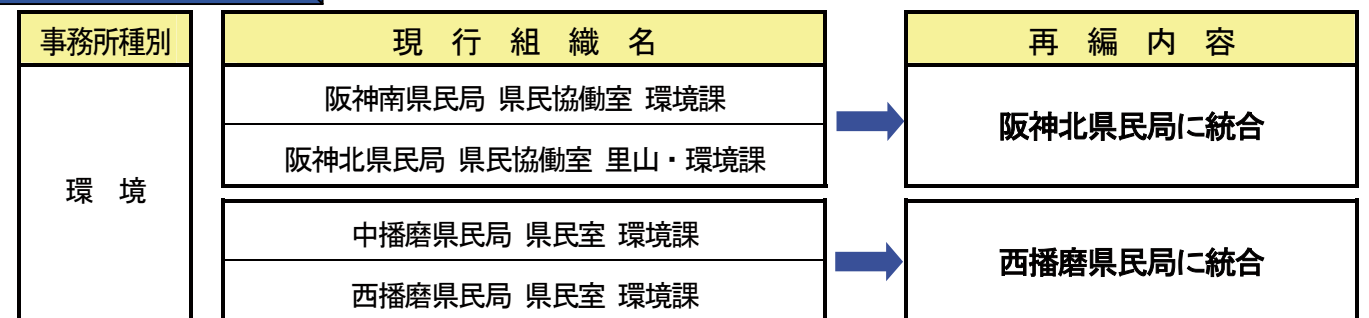 事務所種別 現行組織名 再編内容
環境
阪神南県民局 県民協働室 環境課
阪神北県民局 県民協働室 里山・環境課
阪神北県民局に統合
中播磨県民局 県民室 環境課
西播磨県民局 県民室 環境課
西播磨県民局に統合